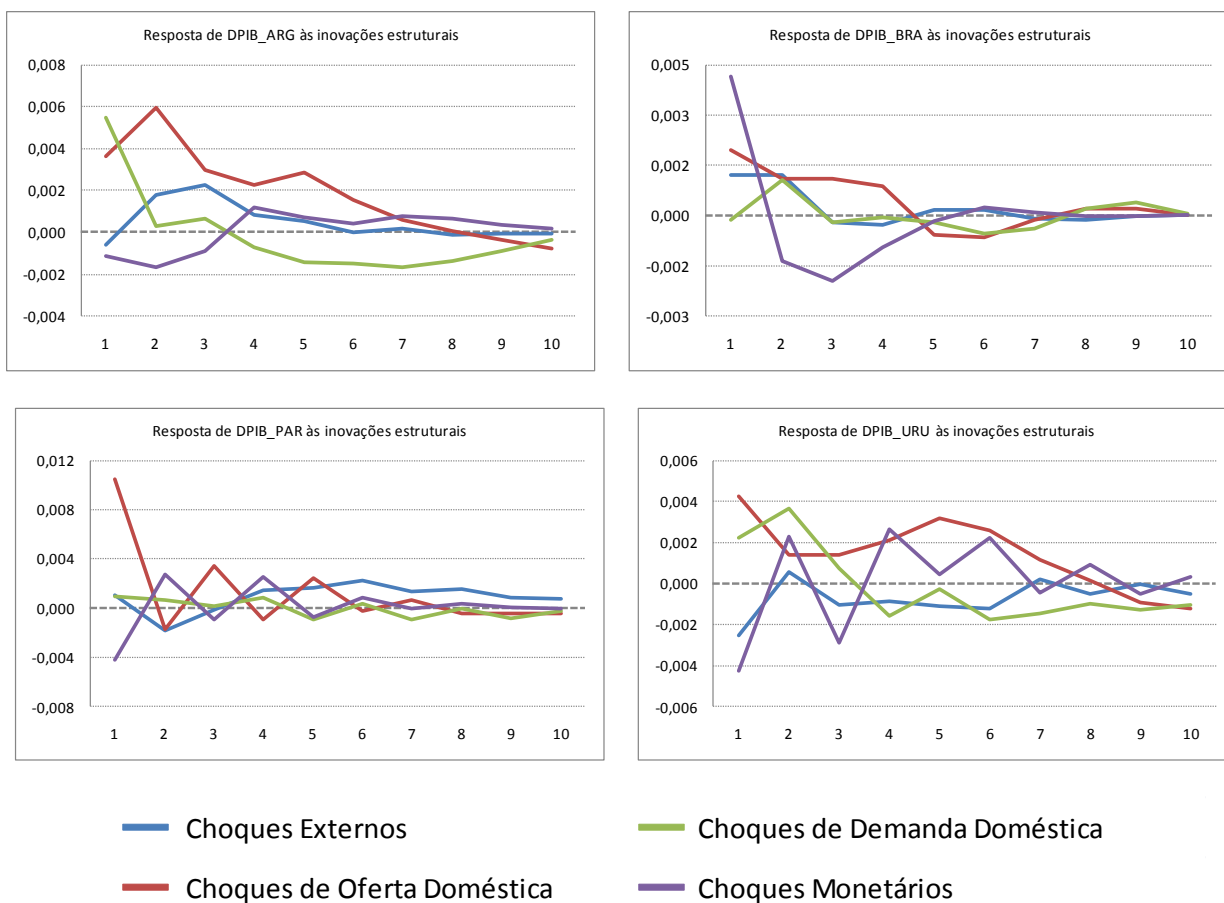 Resposta de DPIB_ARG às inovações estruturais
0,008
0,006
0,004
0,002
0,000
-0,002
-0,004
1 2 3 4 5 6 7 8 9 10
Resposta de DPIB_BRA às inovações estruturais
0,005
0,003
0,002
0,000
-0,002
-0,003
1 2 3 4 5 6 7 8 9 10
Resposta de DPIB_PAR às inovações estruturais
0,012
0,008
0,004
0,000
-0,004
-0,008
1 2 3 4 5 6 7 8 9 10
Resposta de DPIB_URU às inovações estruturais
0,006
0,004
0,002
0,000
-0,002
-0,004
-0,006
1 2 3 4 5 6 7 8 9 10
Choques Externos
Choques de Demanda Doméstica
Choques de Oferta Doméstica
Choques Monetários